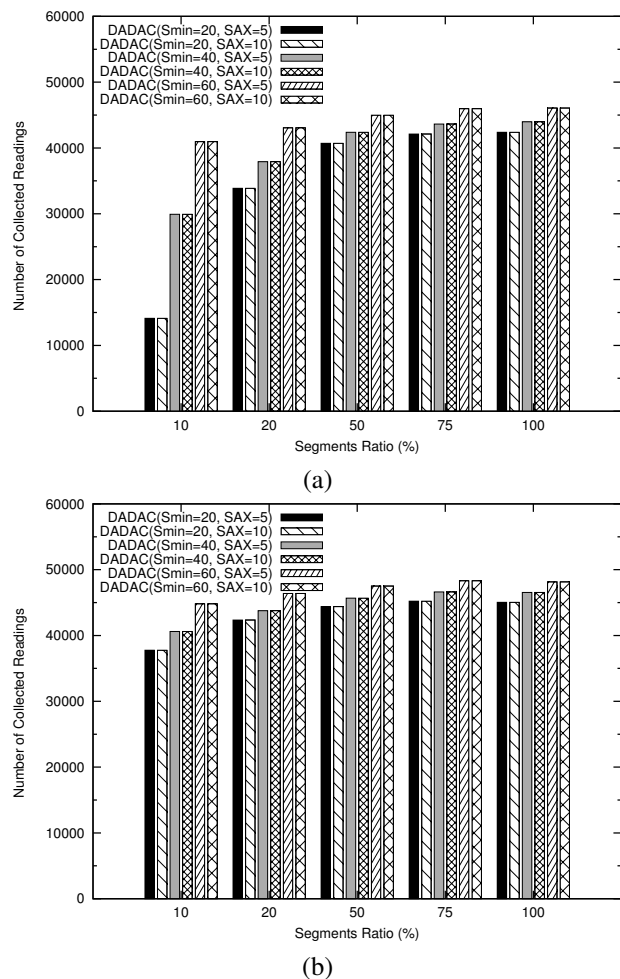 60000
50000
40000
30000
20000
10000
0
Number of Collected Readings
DADAC(Smin=20, SAX=5)
DADAC(Smin=20, SAX=10)
DADAC(Smin=40, SAX=5)
DADAC(Smin=40, SAX=10)
DADAC(Smin=60, SAX=5)
DADAC(Smin=60, SAX=10)
10 20 50 75 100
Segments Ratio (%)
(a)
60000
50000
40000
30000
20000
10000
0
Number of Collected Readings
DADAC(Smin=20, SAX=5)
DADAC(Smin=20, SAX=10)
DADAC(Smin=40, SAX=5)
DADAC(Smin=40, SAX=10)
DADAC(Smin=60, SAX=5)
DADAC(Smin=60, SAX=10)
10 20 50 75 100
Segments Ratio (%)
(b)